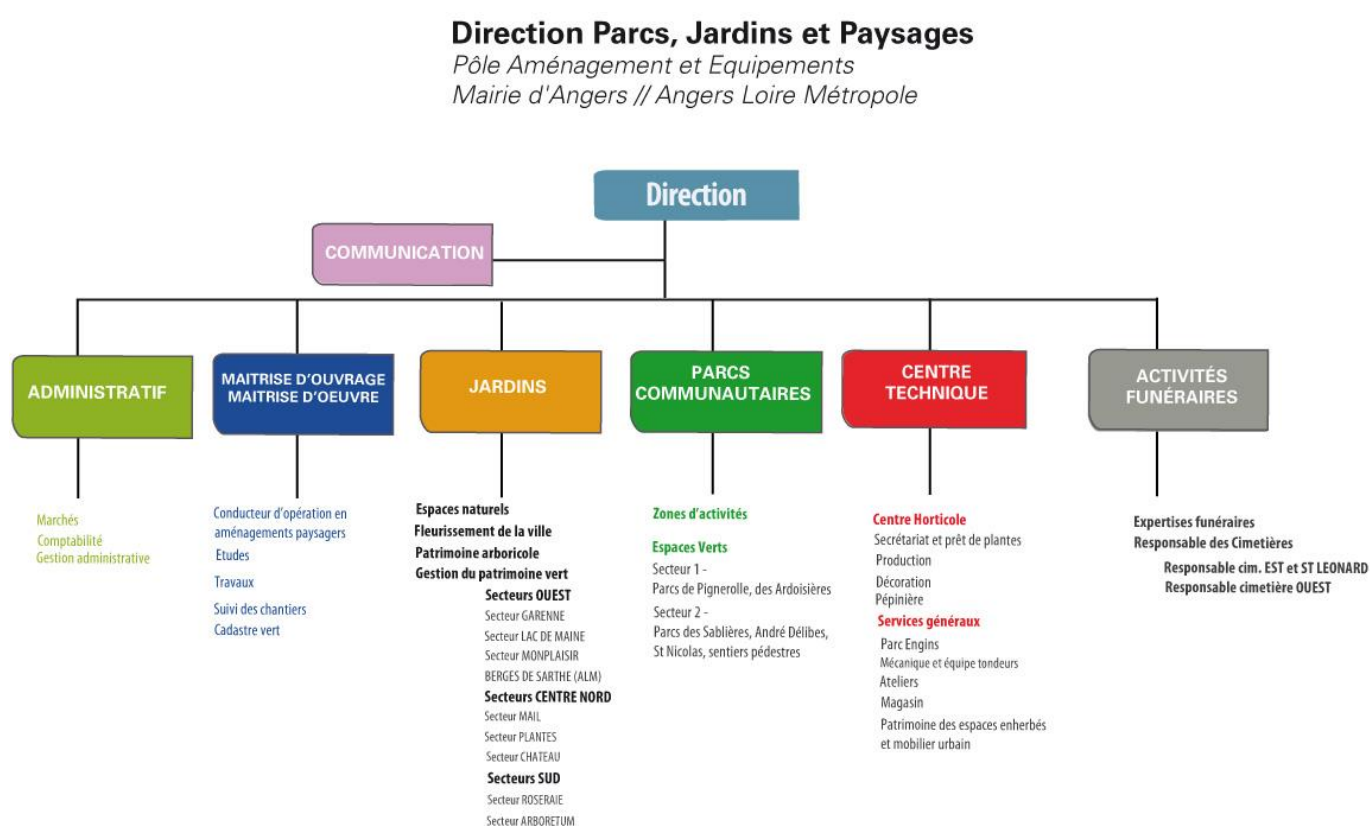 Direction Parcs, Jardins et Paysages
Pôle Aménagement et Equipements
Mairie d'Angers // Angers Loire Métropole
Direction
COMMUNICATION
ADMINISTRATIF
Marchés
Comptabilité
Gestion administrative
MAITRISE D'OUVRAGE
MAITRISE D'OEUVRE
Conducteur d'opération en
aménagements paysagers
Etudes
Travaux
Suivi des chantiers
Cadastre vert
JARDINS
Espaces naturels
Fleurissement de la ville
Patrimoine arboricole
Gestion du patrimoine vert
Secteurs OUEST
Secteur GARENNE
Secteur LAC DE MAINE
Secteur MONPLAISIR
BERGES DE SARTHE (ALM)
Secteurs CENTRE NORD
Secteur MAIL
Secteur PLANTES
Secteur CHATEAU
Secteurs SUD
Secteur ROSERAIE
Secteur ARBORETUM
PARCS
COMMUNAUTAIRES
Zones d'activités
Espaces Verts
Secteur 1 -
Parcs de Pignerolle, des Ardoisières
Secteur 2 -
Parcs des Sablières, André Délibes,
St Nicolas, sentiers pédestres
CENTRE
TECHNIQUE
Centre Horticole
Secrétariat et prêt de plantes
Production
Décoration
Pépinière
Services généraux
Parc Engins
Mécanique et équipe tondeurs
Ateliers
Magasin
Patrimoine des espaces enherbés
et mobilier urbain
ACTIVITÉS
FUNÉRAIRES
Expertises funéraires
Responsable des Cimetières
Responsable cim. EST et ST LEONARD
Responsable cimetière OUEST